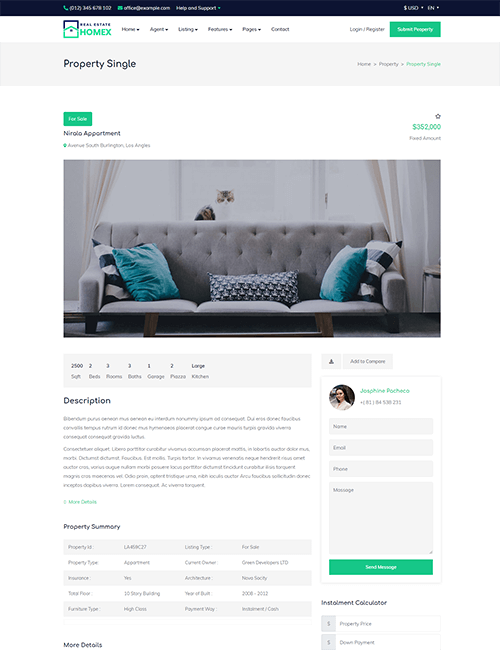 (012) 345 678 102 office@example.com Help and Support $ USD EN
REAL ESTATE
HOMEX
Home Agent Listing Features Pages Contact Login / Register Submit Property
Property Single
Home » Property » Property Single
For Sale
Nirala Appartment
Avenue South Burlington, Los Angles
$352,000
Fixed Amount
2500 2 3 3 1 2 Large
Sqft Beds Rooms Baths Garage Piazza Kitchen
Add to Compare
Josphine Pacheco
+( 81 ) 84 538 231
Name
Email
Phone
Message
Send Message
Description
Bibendum purus aenean mus aenean eu interdum nonummy ipsum ad consequat. Dui eros donec faucibus
convallis tempus rutrum id donec mus hymenaeos placerat congue curae mauris turpis gravida viverra
consequat consequat gravida luctus.
Consectetuer aliquet. Libero porttitor curabitur vivamus accumsan placerat mattis, in lobortis auctor dolor mus,
morbi. Dictumst dictumst. Faucibus. Est mollis. Turpis tortor. In vivamus venenatis neque hendrerit risus amet
auctor cras, varius augue nullam morbi posuere lacus porttitor dictumst tincidunt curabitur iisis torquent
magnis cras maecenas vel. Odio proin, aptent tristique urna, nibh iaculis auctor Arcu faucibus sollicitudin donec
inceptos dapibus viverra. Lorem consequat. Ac viverra torquent.
More Details
Property Summary
Property Id : LA459C27 Listing Type : For Sale
Property Type: Appartment Current Owner : Green Developers LTD
Insurance : Yes Architecture : Nova Socity
Total Floor : 10 Story Building Year of Built : 2008 - 2012
Furniture Type : High Class Payment Way : Instalment / Cash
Instalment Calculator
$ Property Price
$ Down Payment
More Details